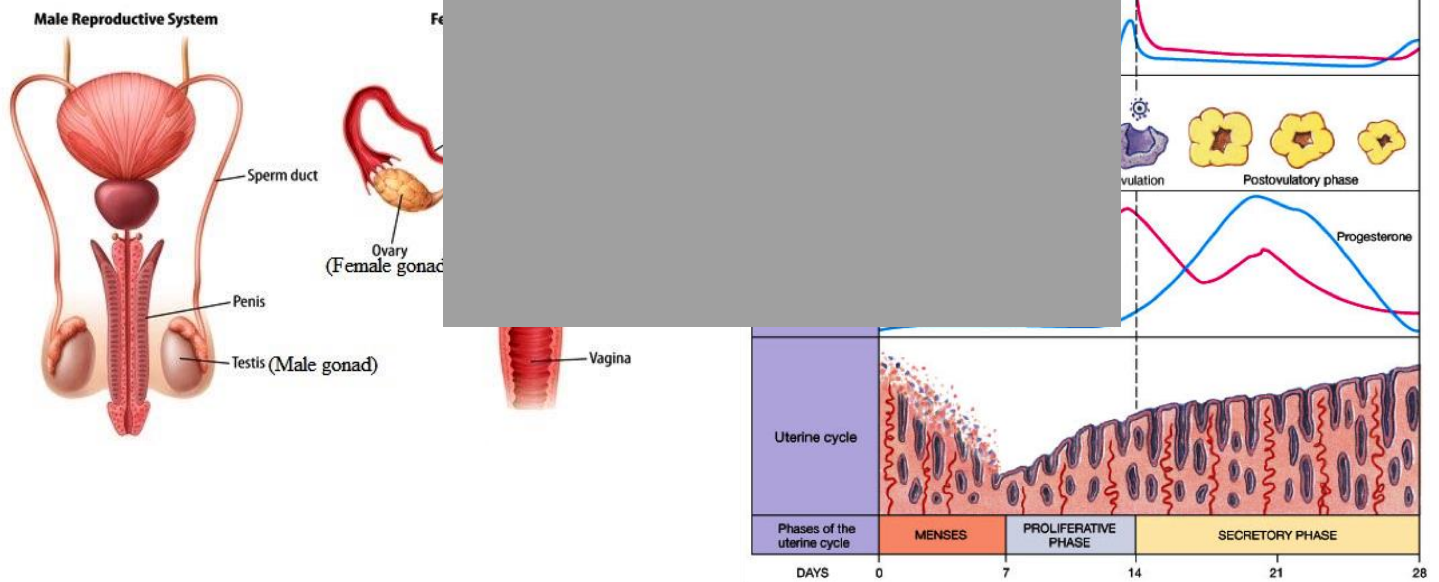 Male Reproductive System
Sperm duct
Ovary
(Female gonad
Penis
Testis (Male gonad)
Vagina
Postovulatory phase
Progesterone
Uterine cycle
Phases of the
uterine cycle
MENSES
PROLIFERATIVE
PHASE
SECRETORY PHASE
DAYS
0
7
14
21
28